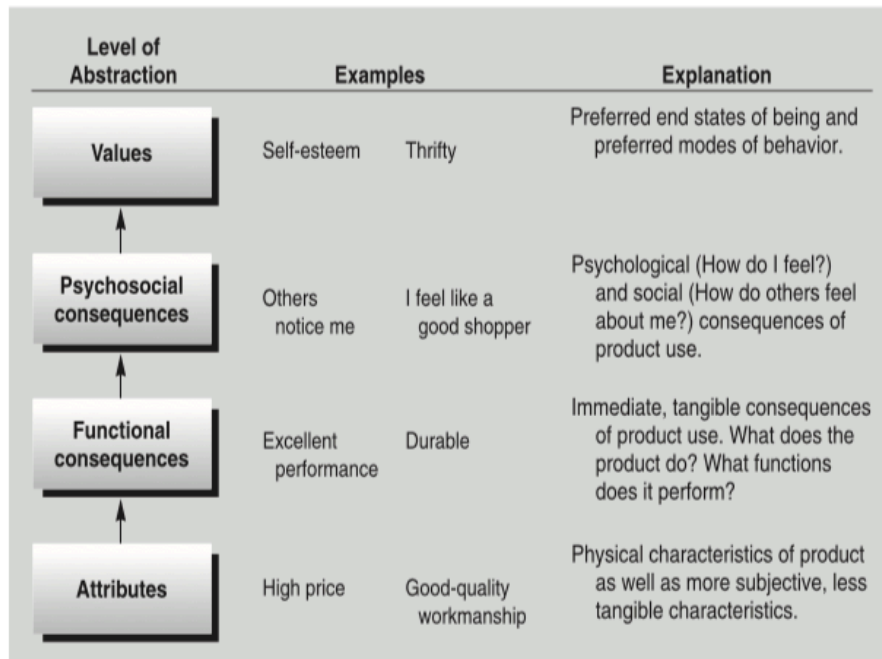 Level of
Abstraction
Examples
Explanation
Values
Self-esteem
Thrifty
Preferred end states of being and
preferred modes of behavior.
Psychosocial
consequences
Others
notice me
I feel like a
good shopper
Psychological (How do I feel?)
and social (How do others feel
about me?) consequences of
product use.
Functional
consequences
Excellent
performance
Durable
Immediate, tangible consequences
of product use. What does the
product do? What functions
does it perform?
Attributes
High price
Good-quality
workmanship
Physical characteristics of product
as well as more subjective, less
tangible characteristics.